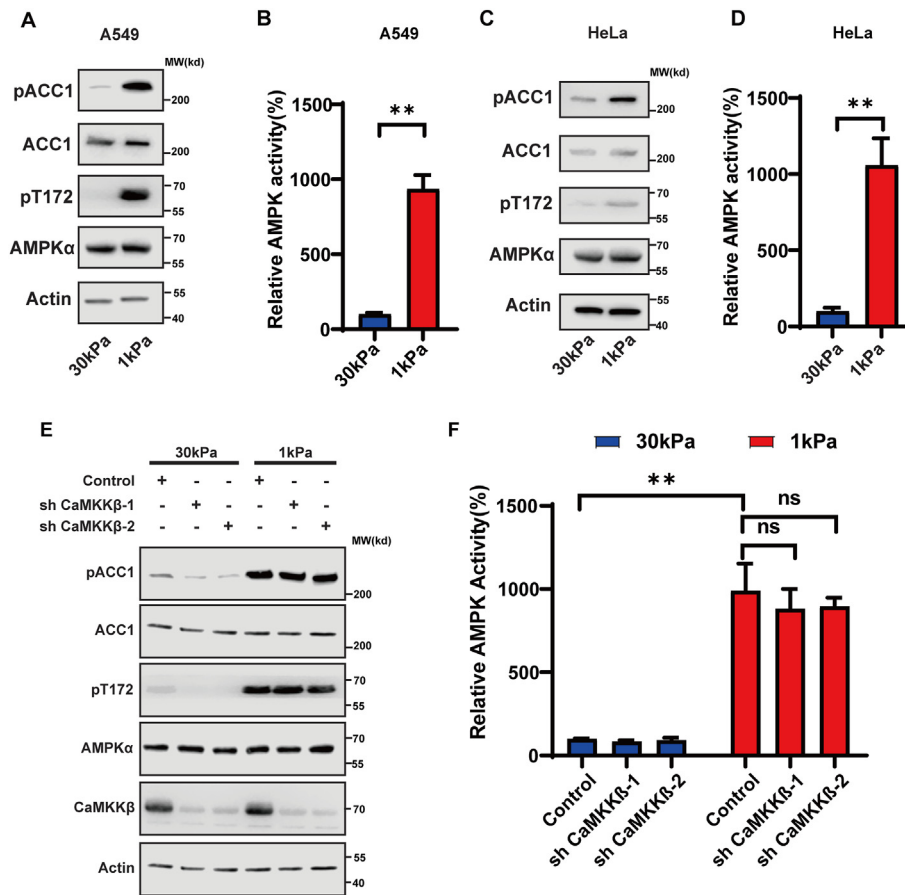 A
A549
MW(kd)
pACC1
200
ACC1
200
pT172
70
55
AMPKα
70
55
Actin
55
40
30kPa
1kPa
B
A549
Relative AMPK activity(%)
1500
1000
500
0
**
30kPa
1kPa
C
HeLa
MW(kd)
pACC1
200
ACC1
200
pT172
70
55
AMPKα
70
55
Actin
55
40
30kPa
1kPa
D
HeLa
Relative AMPK activity(%)
1500
1000
500
0
**
30kPa
1kPa
E
30kPa 1kPa
Control + - - + - -
sh CaMKKβ-1 - + - - + -
sh CaMKKβ-2 - - + - - +
MW(kd)
pACC1
200
ACC1
200
pT172
70
55
AMPKα
70
55
CaMKKβ
70
Actin
55
40
F
30kPa 1kPa
Relative AMPK Activity(%)
1500
1000
500
0
**
ns
ns
Control
sh CaMKKß-1
sh CaMKKß-2
Control
sh CaMKKß-1
sh CaMKKß-2